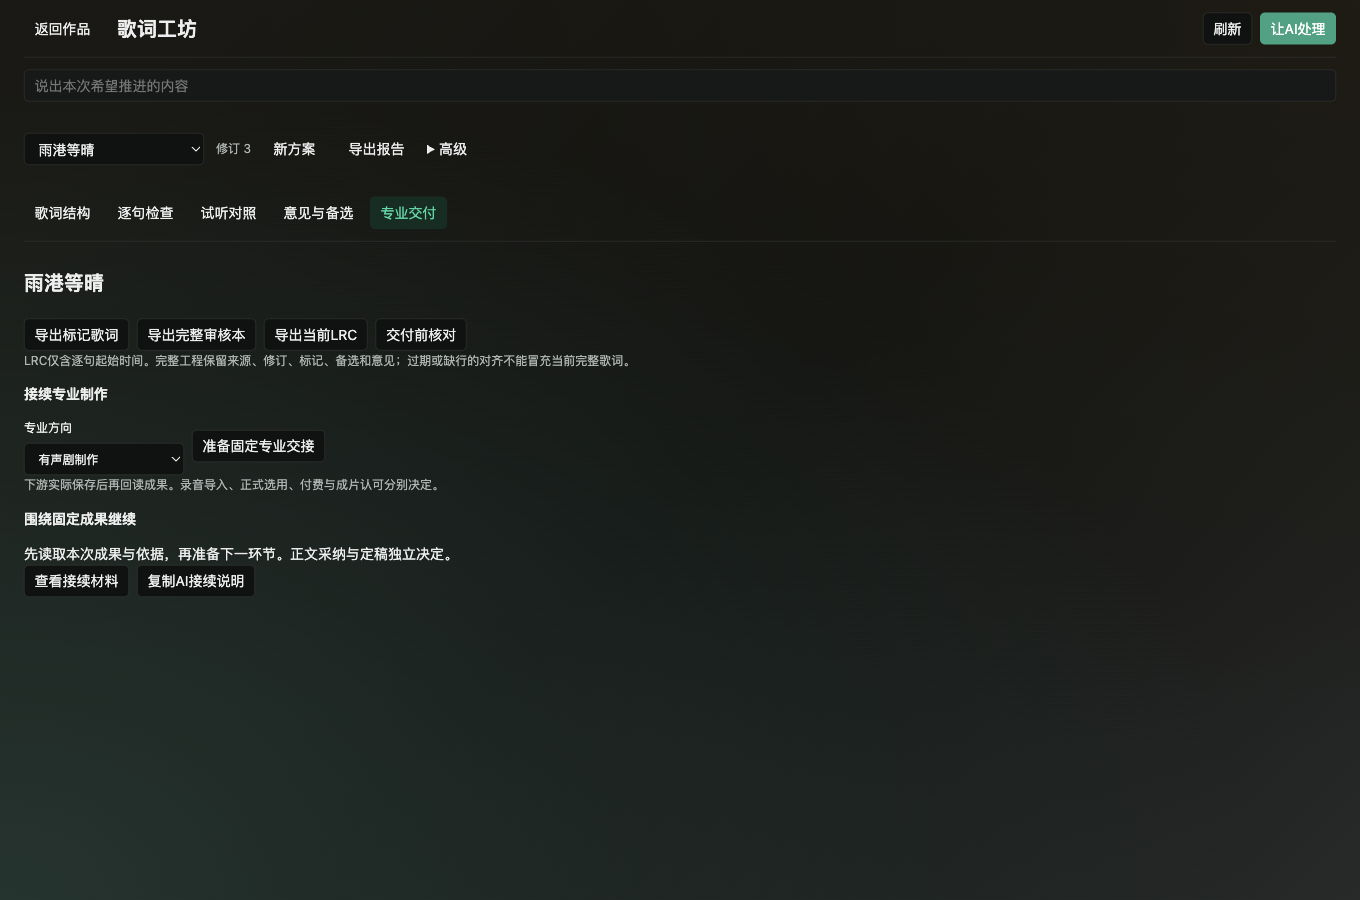 返回作品 歌词工坊 刷新 让AI处理
说出本次希望推进的内容
雨港等晴 修订 3 新方案 导出报告 ▶ 高级
歌词结构 逐句检查 试听对照 意见与备选 专业交付
雨港等晴
导出标记歌词 导出完整审核本 导出当前LRC 交付前核对
LRC仅含逐句起始时间。完整工程保留来源、修订、标记、备选和意见；过期或缺行的对齐不能冒充当前完整歌词。
接续专业制作
专业方向
有声剧制作 准备固定专业交接
下游实际保存后再回读成果。录音导入、正式选用、付费与成片认可分别决定。
围绕固定成果继续
先读取本次成果与依据，再准备下一环节。正文采纳与定稿独立决定。
查看接续材料 复制AI接续说明